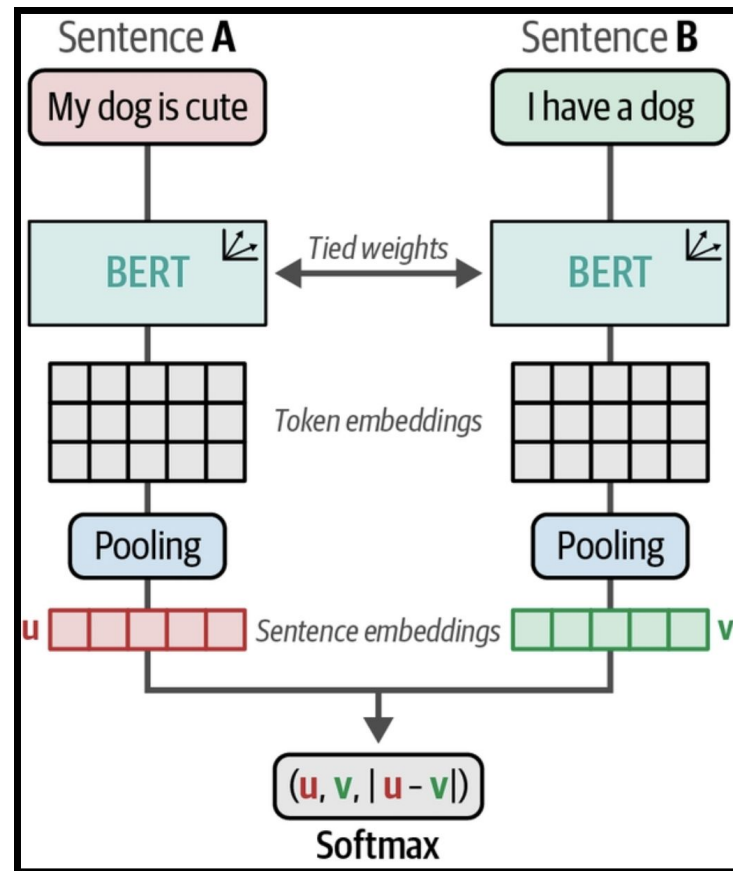 Sentence A
Sentence B
My dog is cute
I have a dog
BERT
Tied weights
BERT
Token embeddings
Pooling
Pooling
u
Sentence embeddings
v
(u, v, | u – v|)
Softmax